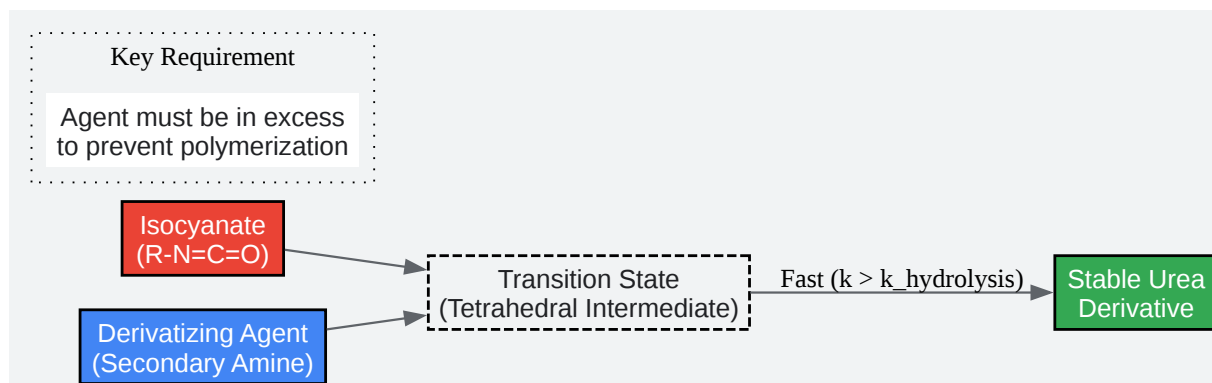 Key Requirement
Agent must be in excess
to prevent polymerization
Isocyanate
(R-N=C=O)
Derivatizing Agent
(Secondary Amine)
Transition State
(Tetrahedral Intermediate)
Fast (k > k_hydrolysis)
Stable Urea
Derivative